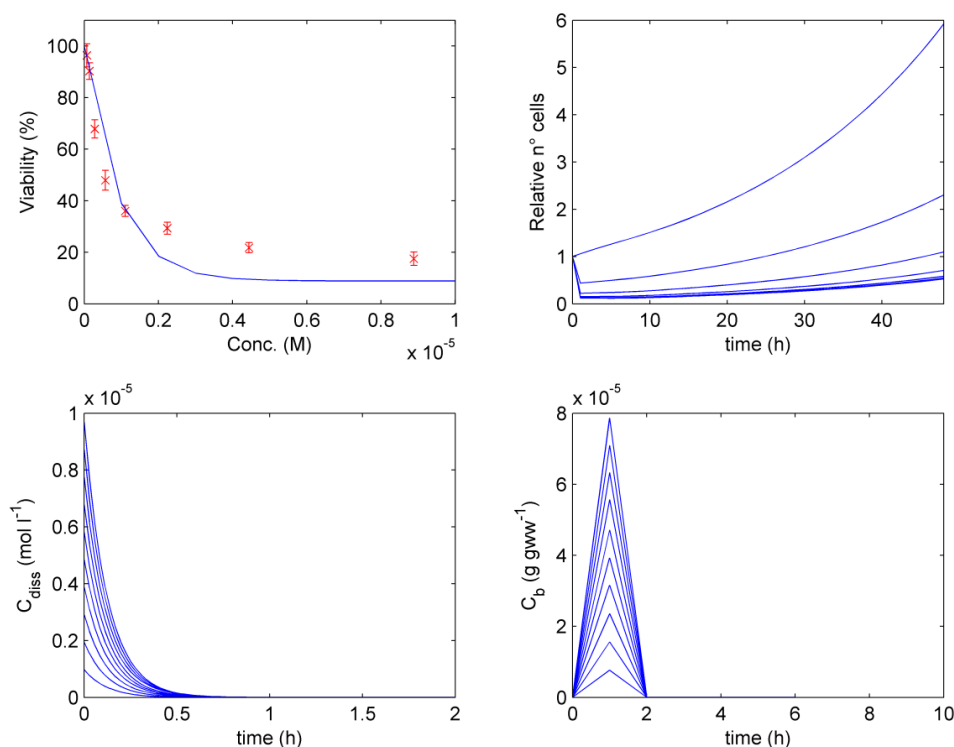 100
80
60
40
20
0
Viability (%)
0 0.2 0.4 0.6 0.8 1
Conc. (M)
x 10⁻⁵
6
5
4
3
2
1
0
Relative n° cells
0 10 20 30 40
time (h)
x 10⁻⁵
1
0.8
0.6
0.4
0.2
0
C_diss (mol l⁻¹)
0 0.5 1 1.5 2
time (h)
x 10⁻⁵
8
6
4
2
0
C_b (g gww⁻¹)
0 2 4 6 8 10
time (h)